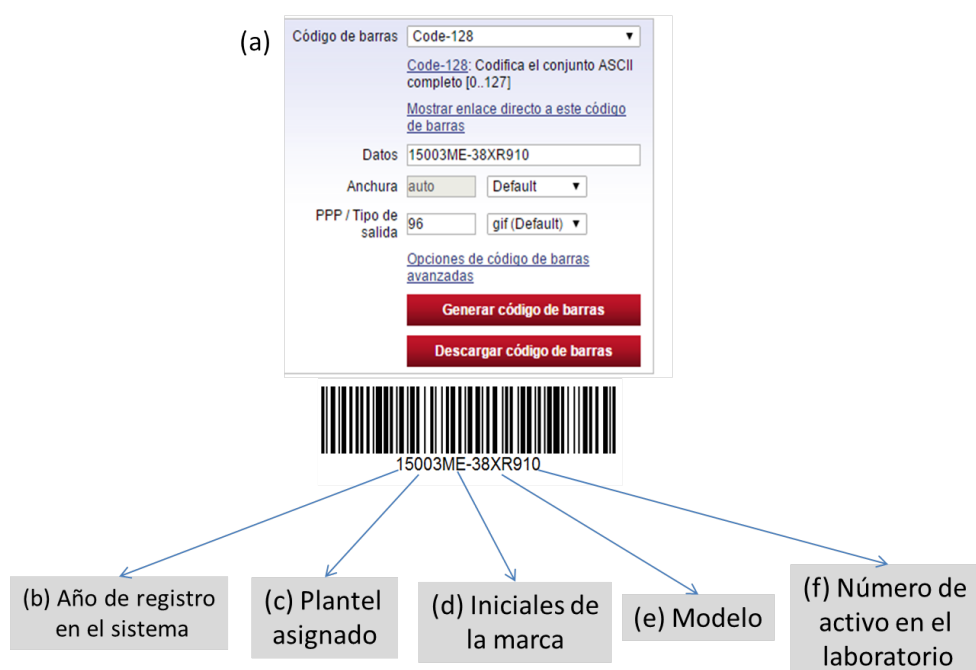 (a)
Código de barras Code-128
Code-128: Codifica el conjunto ASCII
completo [0..127]
Mostrar enlace directo a este código
de barras
Datos 15003ME-38XR910
Anchura auto Default
PPP / Tipo de
salida 96 gif (Default)
Opciones de código de barras
avanzadas
Generar código de barras
Descargar código de barras
15003ME-38XR910
(b) Año de registro
en el sistema
(c) Plantel
asignado
(d) Iniciales de
la marca
(e) Modelo
(f) Número de
activo en el
laboratorio